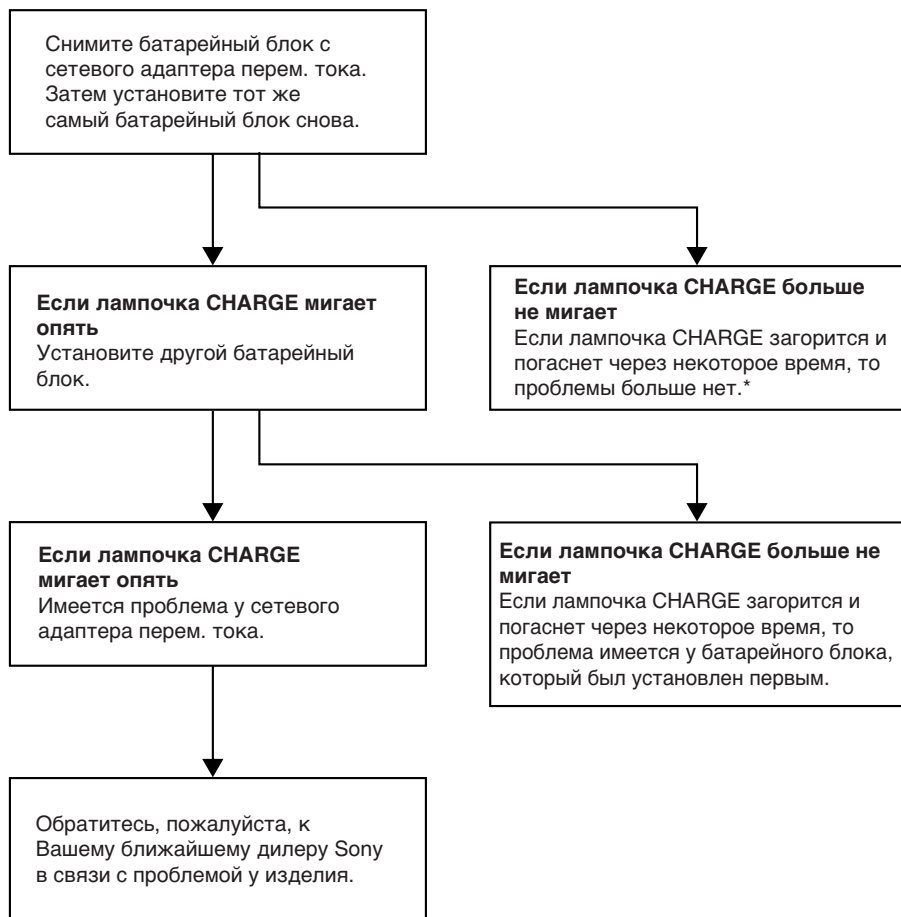 Снимите батарейный блок с
сетевого адаптера перем. тока.
Затем установите тот же
самый батарейный блок снова.
Если лампочка CHARGE мигает
опять
Установите другой батарейный
блок.
Если лампочка CHARGE больше
не мигает
Если лампочка CHARGE загорится и
погаснет через некоторое время, то
проблемы больше нет.*
Если лампочка CHARGE
мигает опять
Имеется проблема у сетевого
адаптера перем. тока.
Если лампочка CHARGE больше не
мигает
Если лампочка CHARGE загорится и
погаснет через некоторое время, то
проблема имеется у батарейного блока,
который был установлен первым.
Обратитесь, пожалуйста, к
Вашему ближайшему дилеру Sony
в связи с проблемой у изделия.